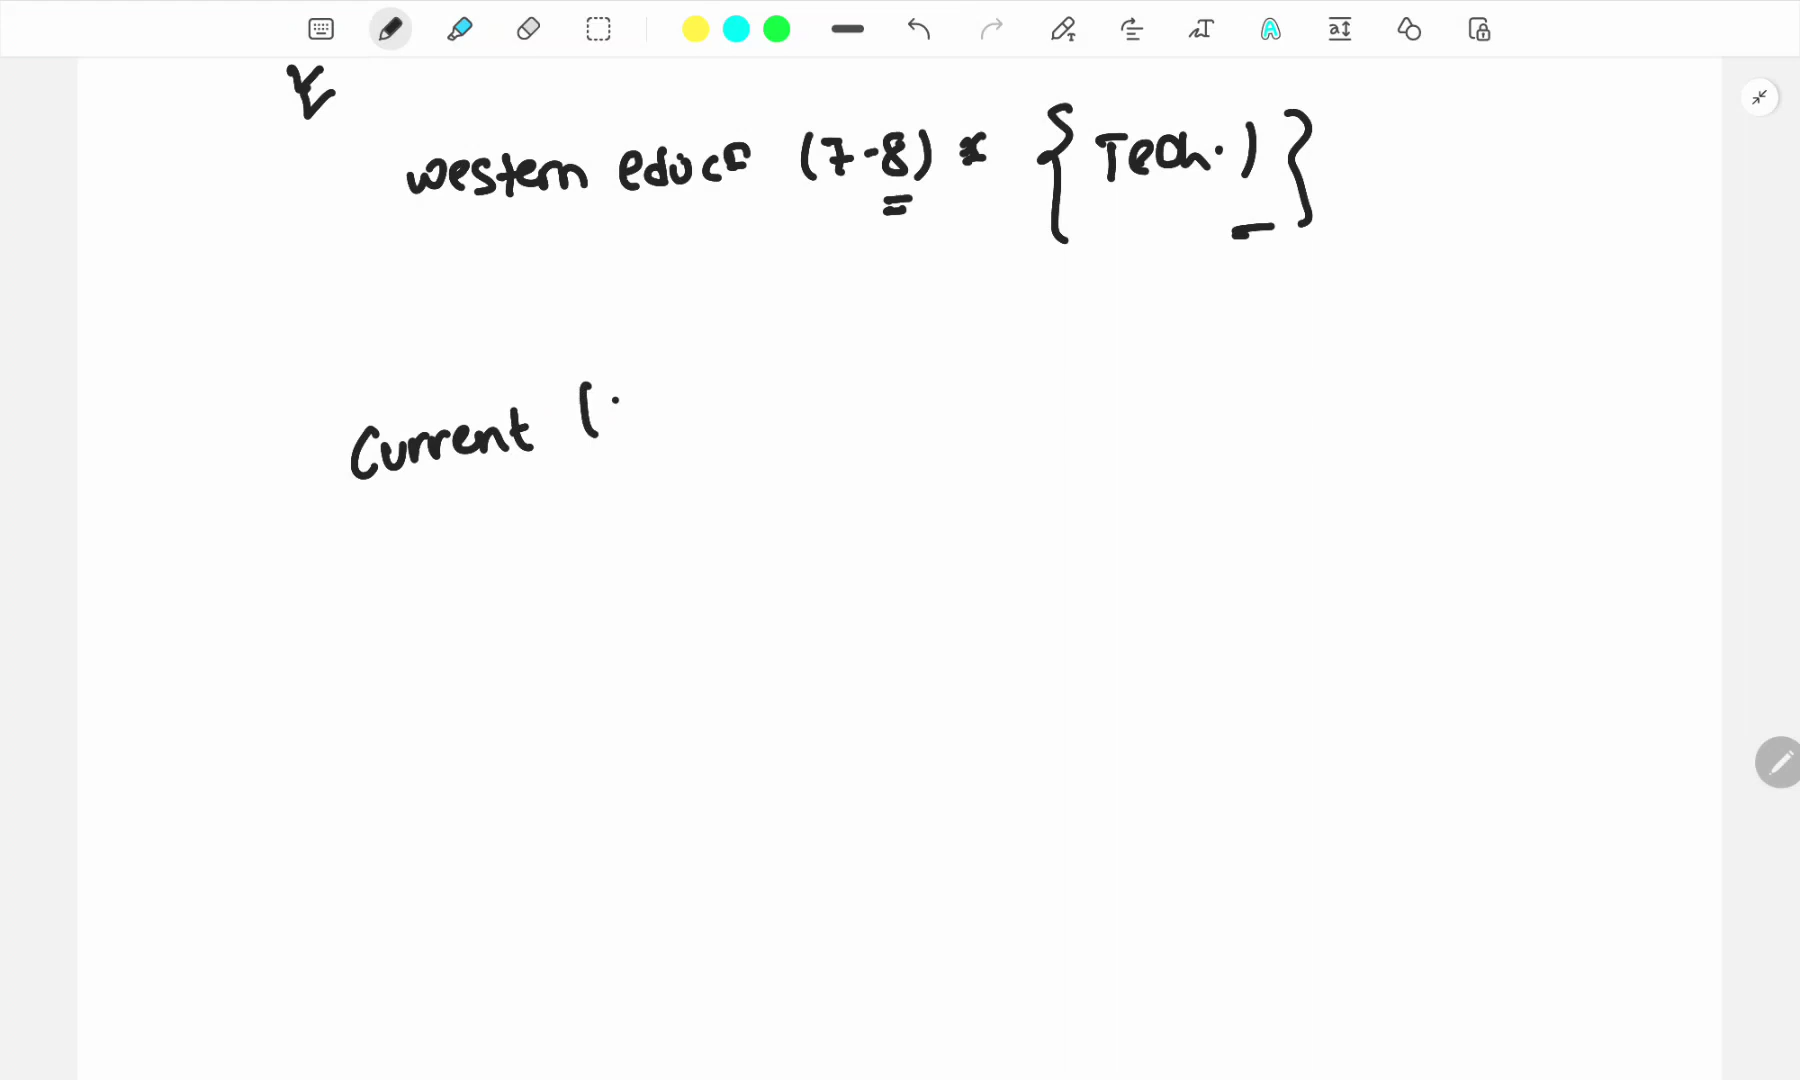 western educⁿ (7-8) * { Tech.) }
Current (.